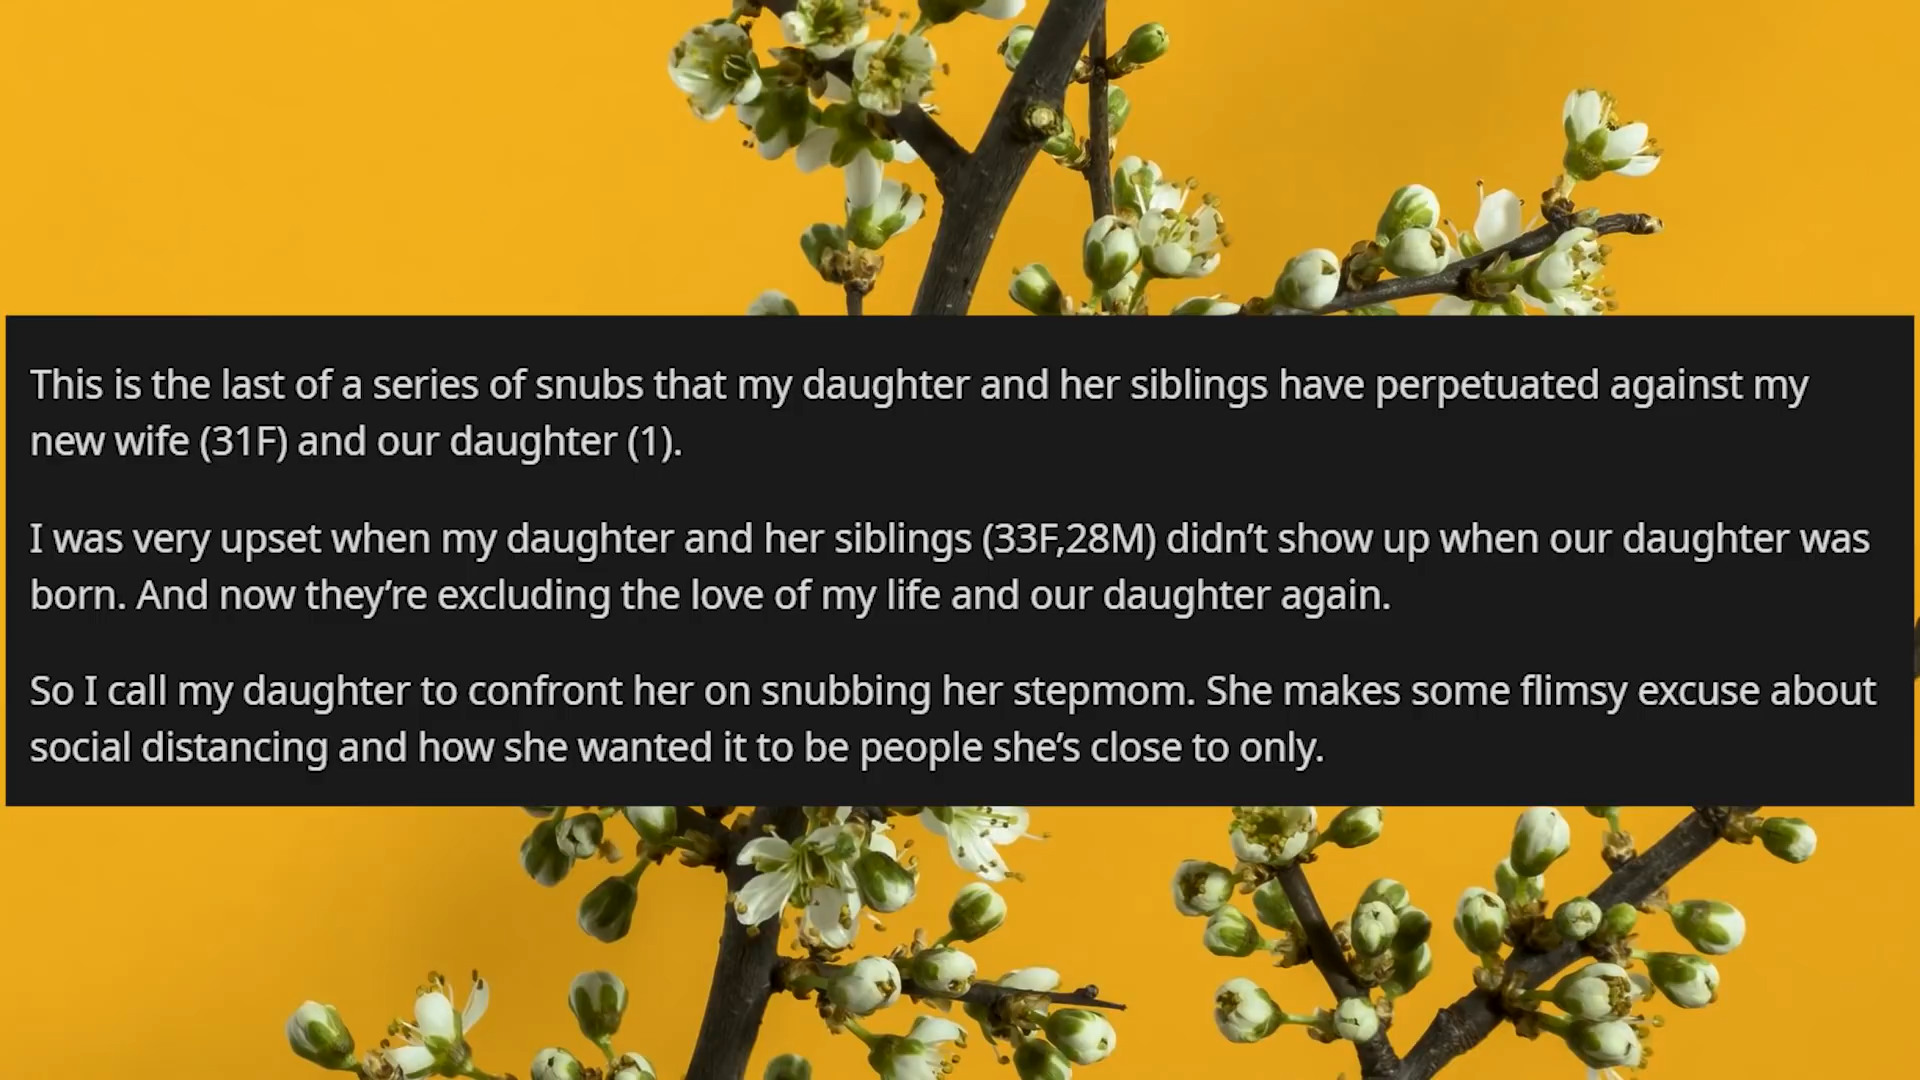 This is the last of a series of snubs that my daughter and her siblings have perpetuated against my
new wife (31F) and our daughter (1).
I was very upset when my daughter and her siblings (33F,28M) didn’t show up when our daughter was
born. And now they’re excluding the love of my life and our daughter again.
So I call my daughter to confront her on snubbing her stepmom. She makes some flimsy excuse about
social distancing and how she wanted it to be people she’s close to only.